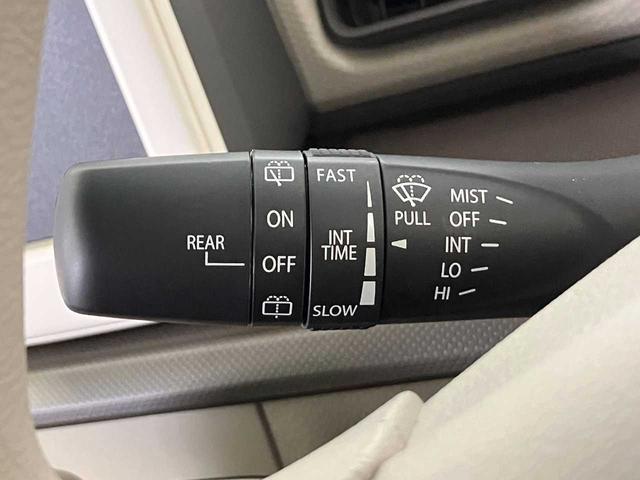 REAR
ON
OFF
FAST
INT
TIME
SLOW
PULL
MIST
OFF
INT
LO
HI